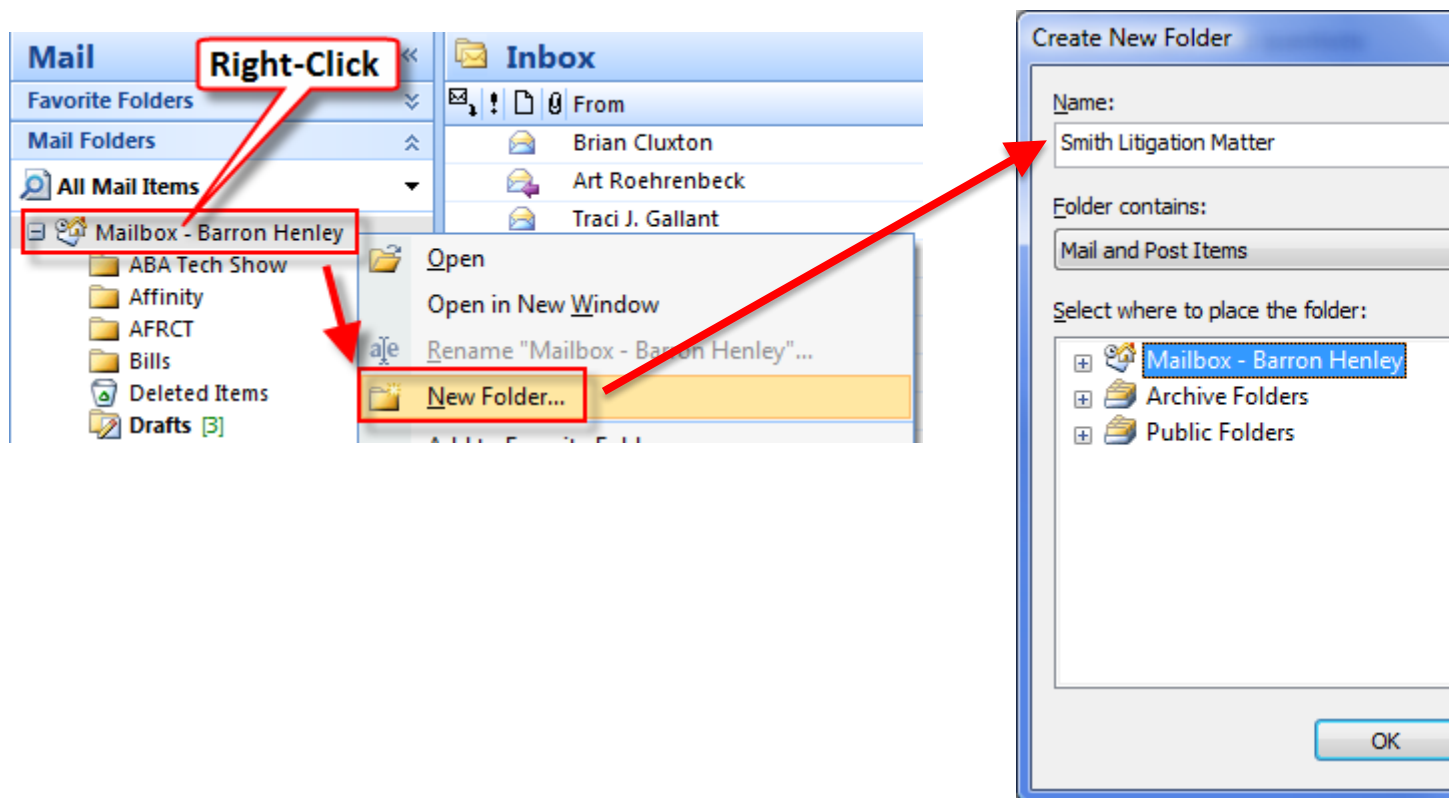 Mail
Right-Click
«
Favorite Folders
Mail Folders
All Mail Items
Mailbox - Barron Henley
ABA Tech Show
Affinity
AFRCT
Bills
Deleted Items
Drafts [3]
Inbox
From
Brian Cluxton
Art Roehrenbeck
Traci J. Gallant
Open
Open in New Window
Rename "Mailbox - Barron Henley"...
New Folder...
Create New Folder
Name:
Smith Litigation Matter
Folder contains:
Mail and Post Items
Select where to place the folder:
Mailbox - Barron Henley
Archive Folders
Public Folders
OK